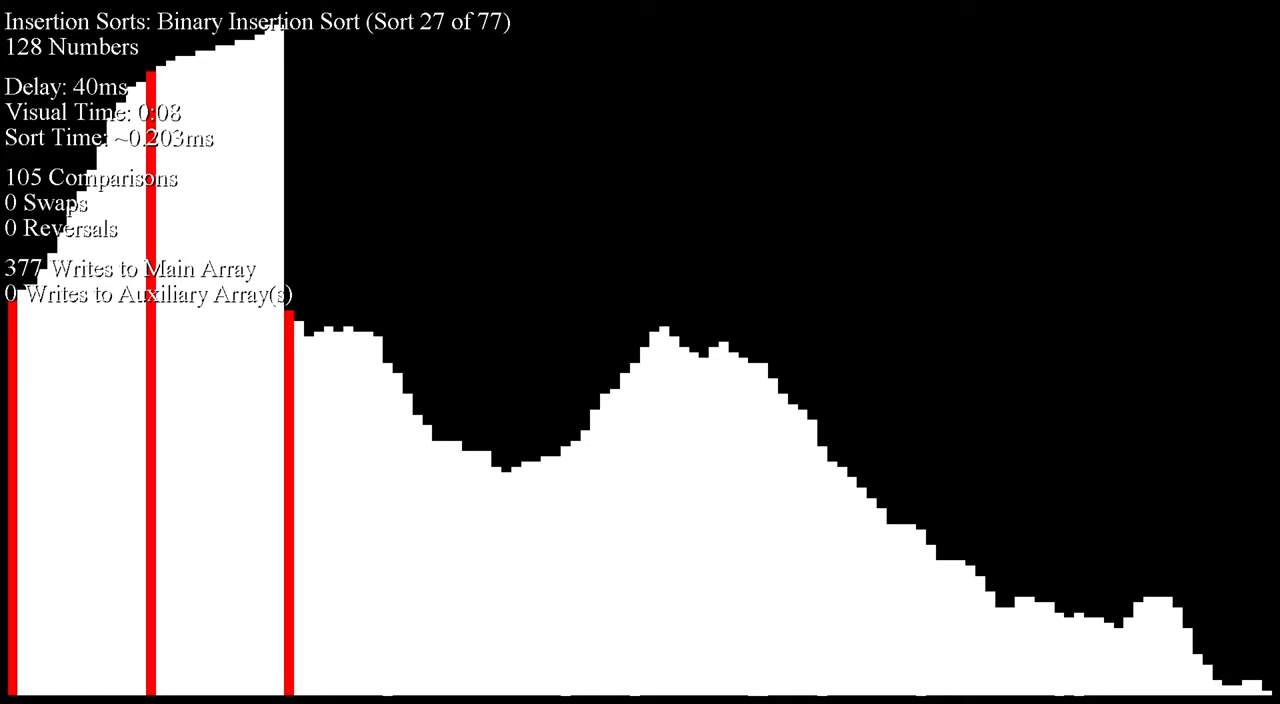 Insertion Sorts: Binary Insertion Sort (Sort 27 of 77)
128 Numbers
Delay: 40ms
Visual Time: 0:08
Sort Time: ~0.203ms
105 Comparisons
0 Swaps
0 Reversals
377 Writes to Main Array
0 Writes to Auxiliary Array(s)